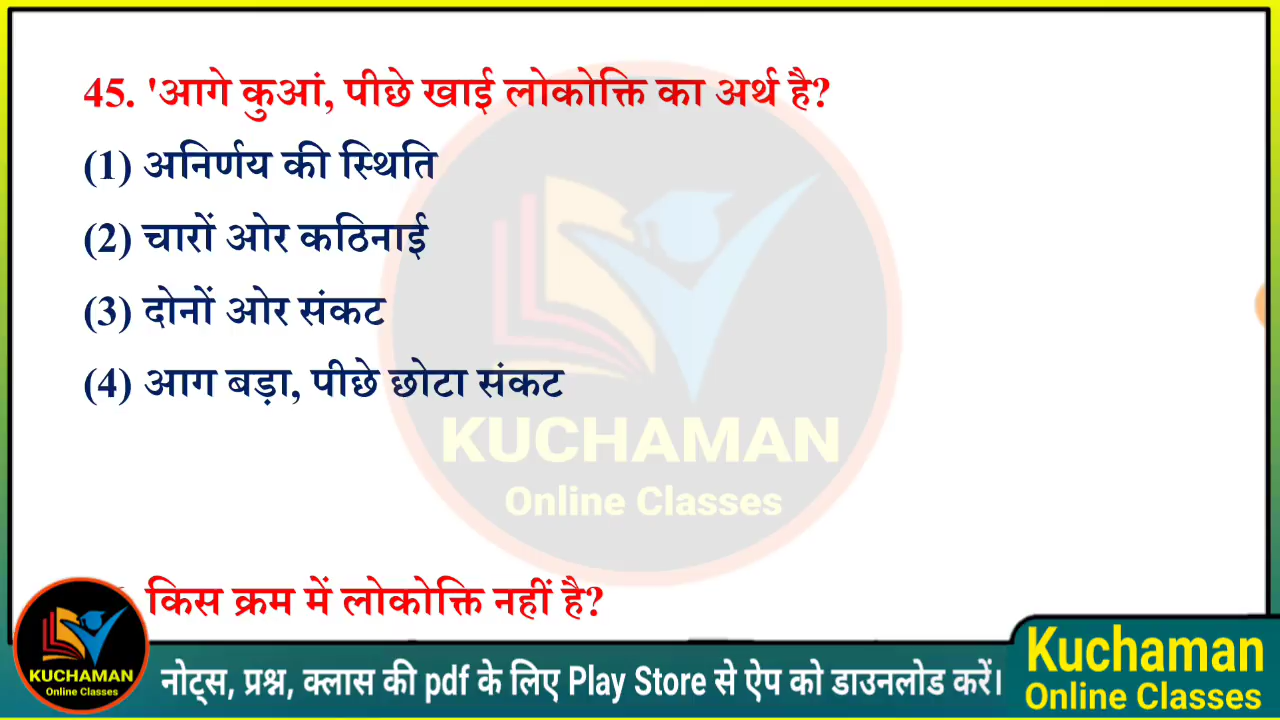 45. 'आगे कुआं, पीछे खाई लोकोक्ति का अर्थ है?
(1) अनिर्णय की स्थिति
(2) चारों ओर कठिनाई
(3) दोनों ओर संकट
(4) आग बड़ा, पीछे छोटा संकट
KUCHAMAN
Online Classes
किस क्रम में लोकोक्ति नहीं है?
KUCHAMAN
Online Classes
नोट्स, प्रश्न, क्लास की pdf के लिए Play Store से ऐप को डाउनलोड करें।
Kuchaman
Online Classes